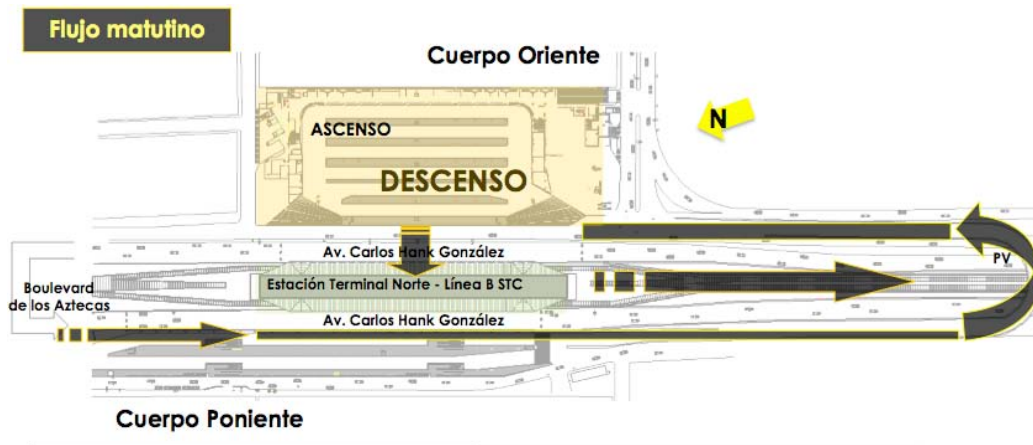 Flujo matutino
Cuerpo Oriente
N
ASCENSO
DESCENSO
Av. Carlos Hank González
PV
Estación Terminal Norte - Línea B STC
Boulevard
de los Aztecas
Av. Carlos Hank González
Cuerpo Poniente